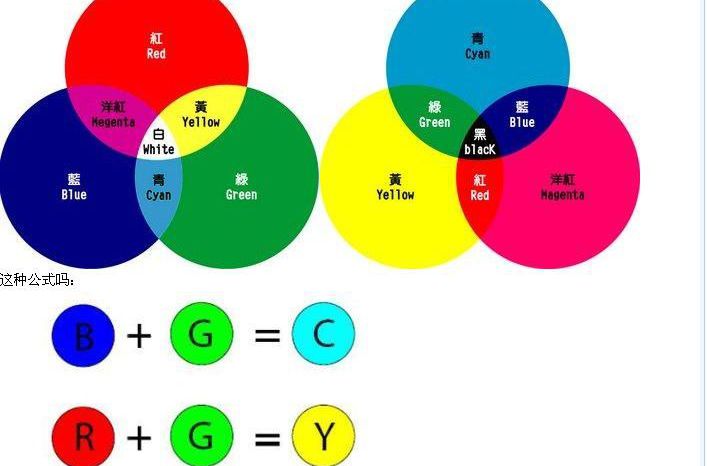 紅
Red
洋紅
Megenta
黃
Yellow
白
White
藍
Blue
青
Cyan
綠
Green
青
Cyan
綠
Green
藍
Blue
黑
blacK
黃
Yellow
紅
Red
洋紅
Magenta
这种公式吗：
B + G = C
R + G = Y